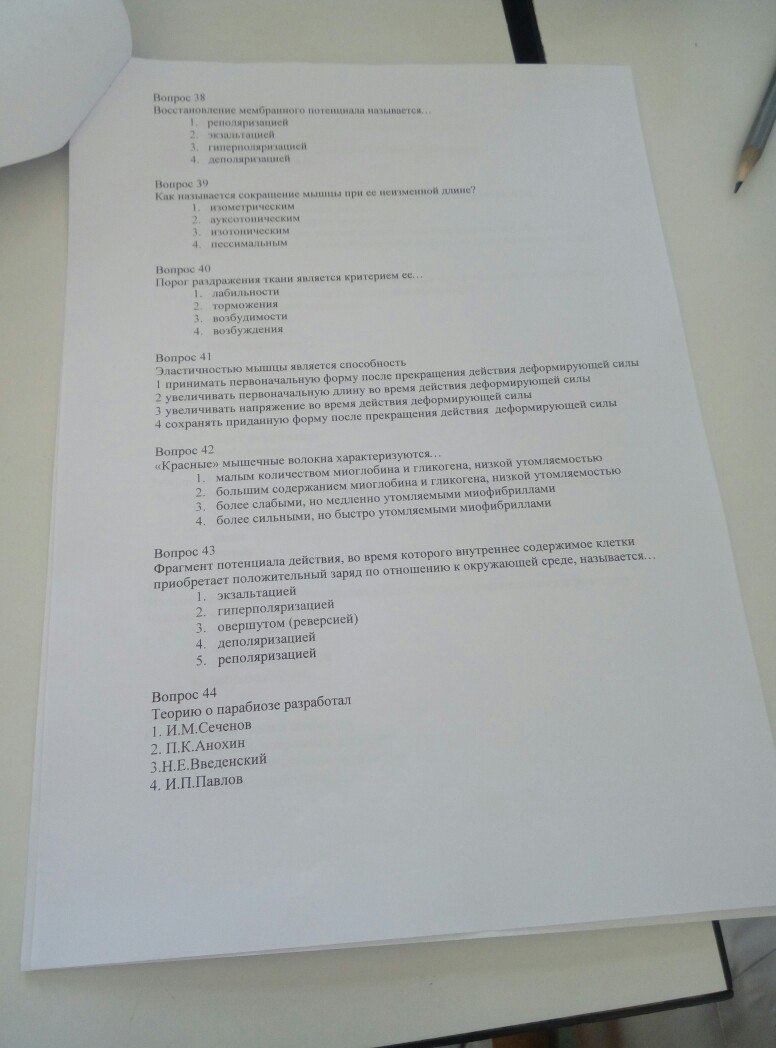 Вопрос 38
Восстановление мембранного потенциала называется…
1. реполяризацией
2. экзальтацией
3. гиперполяризацией
4. деполяризацией
Вопрос 39
Как называется сокращение мышцы при ее неизменной длине?
1. изометрическим
2. ауксотоническим
3. изотоническим
4. пессимальным
Вопрос 40
Порог раздражения ткани является критерием ее…
1. лабильности
2. торможения
3. возбудимости
4. возбуждения
Вопрос 41
Эластичностью мышцы является способность
1 принимать первоначальную форму после прекращения действия деформирующей силы
2 увеличивать первоначальную длину во время действия деформирующей силы
3 увеличивать напряжение во время действия деформирующей силы
4 сохранять приданную форму после прекращения действия деформирующей силы
Вопрос 42
«Красные» мышечные волокна характеризуются…
1. малым количеством миоглобина и гликогена, низкой утомляемостью
2. большим содержанием миоглобина и гликогена, низкой утомляемостью
3. более слабыми, но медленно утомляемыми миофибриллами
4. более сильными, но быстро утомляемыми миофибриллами
Вопрос 43
Фрагмент потенциала действия, во время которого внутреннее содержимое клетки
приобретает положительный заряд по отношению к окружающей среде, называется…
1. экзальтацией
2. гиперполяризацией
3. овершутом (реверсией)
4. деполяризацией
5. реполяризацией
Вопрос 44
Теорию о парабиозе разработал
1. И.М.Сеченов
2. П.К.Анохин
3.Н.Е.Введенский
4. И.П.Павлов